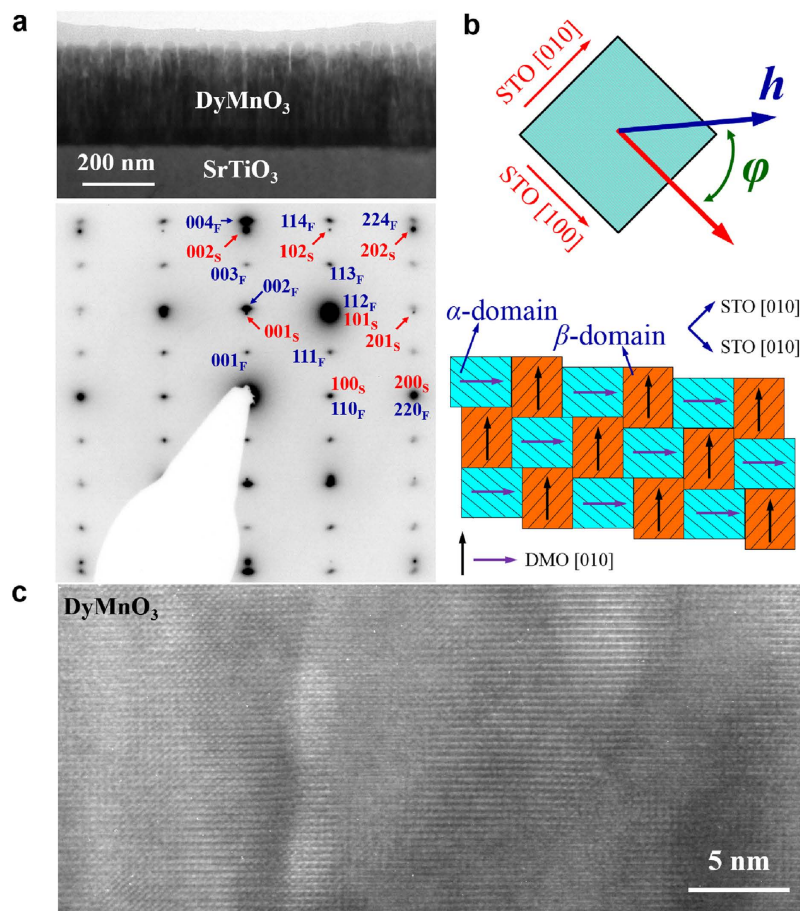 a
DyMnO₃
200 nm
SrTiO₃
004F
002S
114F
102S
224F
202S
003F
113F
002F
001S
112F
101S
201S
001F
111F
100S
110F
200S
220F
b
STO [010]
h
φ
STO [100]
α-domain
β-domain
STO [010]
STO [010]
DMO [010]
c
DyMnO₃
5 nm